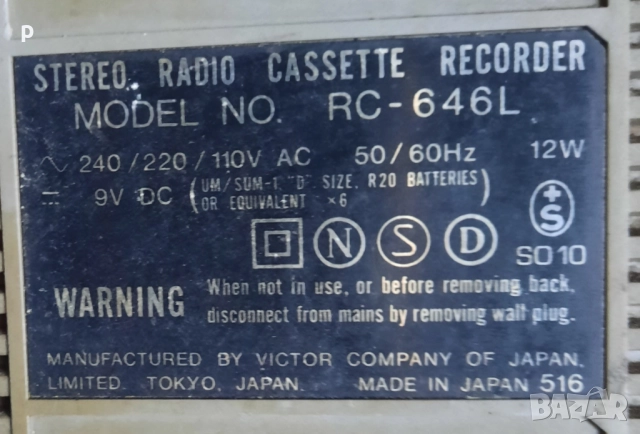 P
STEREO RADIO CASSETTE RECORDER
MODEL NO. RC-646L
~ 240/220/110V AC 50/60Hz 12W
9V DC (UM/SUM-1, "D" SIZE, R20 BATTERIES)
(OR EQUIVALENT ×6)
N S D
+S
SO10
WARNING When not in use, or before removing back,
disconnect from mains by removing wall plug.
MANUFACTURED BY VICTOR COMPANY OF JAPAN,
LIMITED. TOKYO, JAPAN. MADE IN JAPAN 516
BAZAR